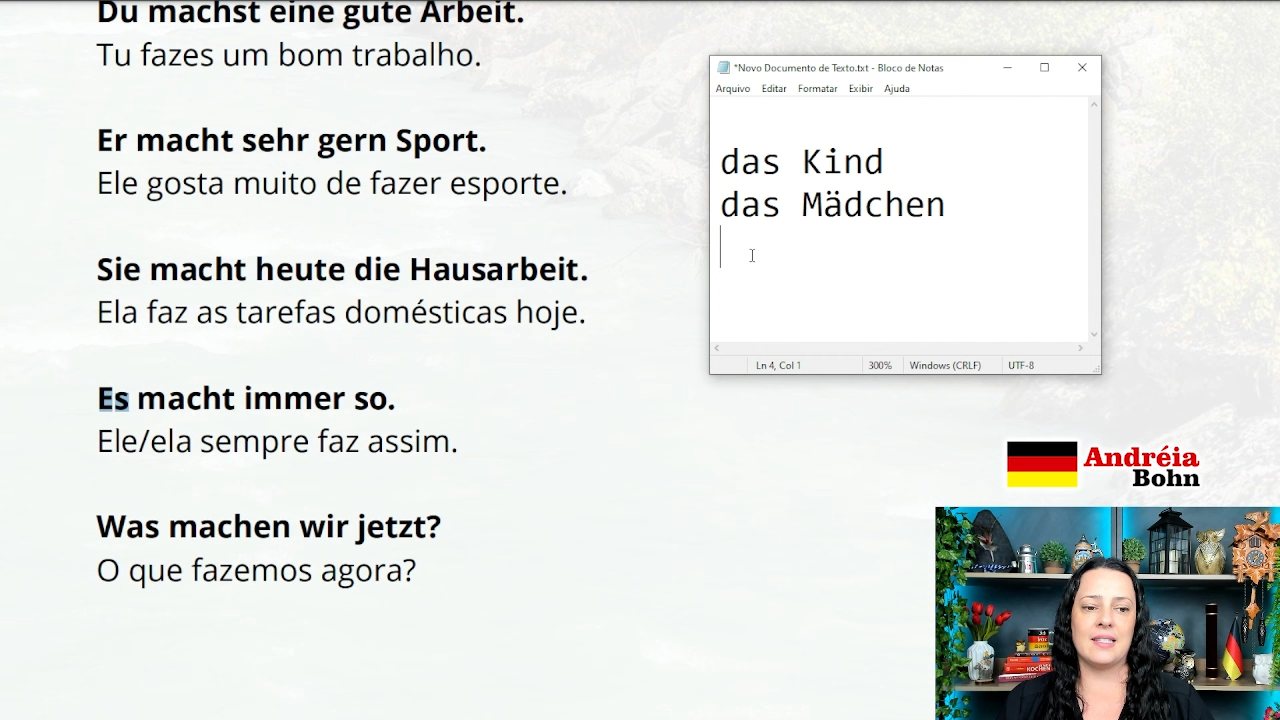 Du machst eine gute Arbeit.
Tu fazes um bom trabalho.
Er macht sehr gern Sport.
Ele gosta muito de fazer esporte.
Sie macht heute die Hausarbeit.
Ela faz as tarefas domésticas hoje.
Es macht immer so.
Ele/ela sempre faz assim.
Was machen wir jetzt?
O que fazemos agora?
*Novo Documento de Texto.txt - Bloco de Notas
Arquivo Editar Formatar Exibir Ajuda
das Kind
das Mädchen
Ln 4, Col 1 300% Windows (CRLF) UTF-8
Andréia
Bohn